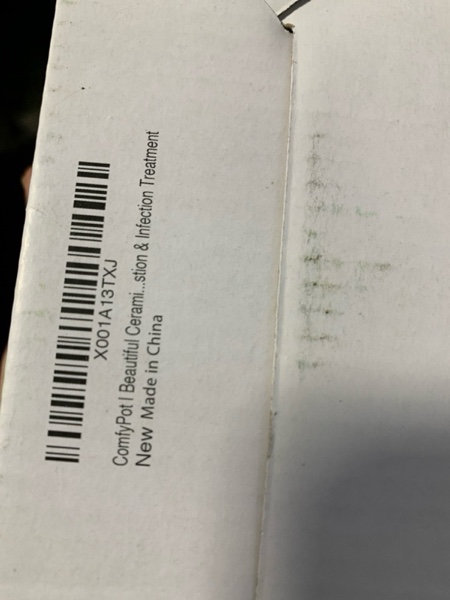 X001A13TXJ
ComfyPot | Beautiful Cerami...stion & Infection Treatment
New Made in China